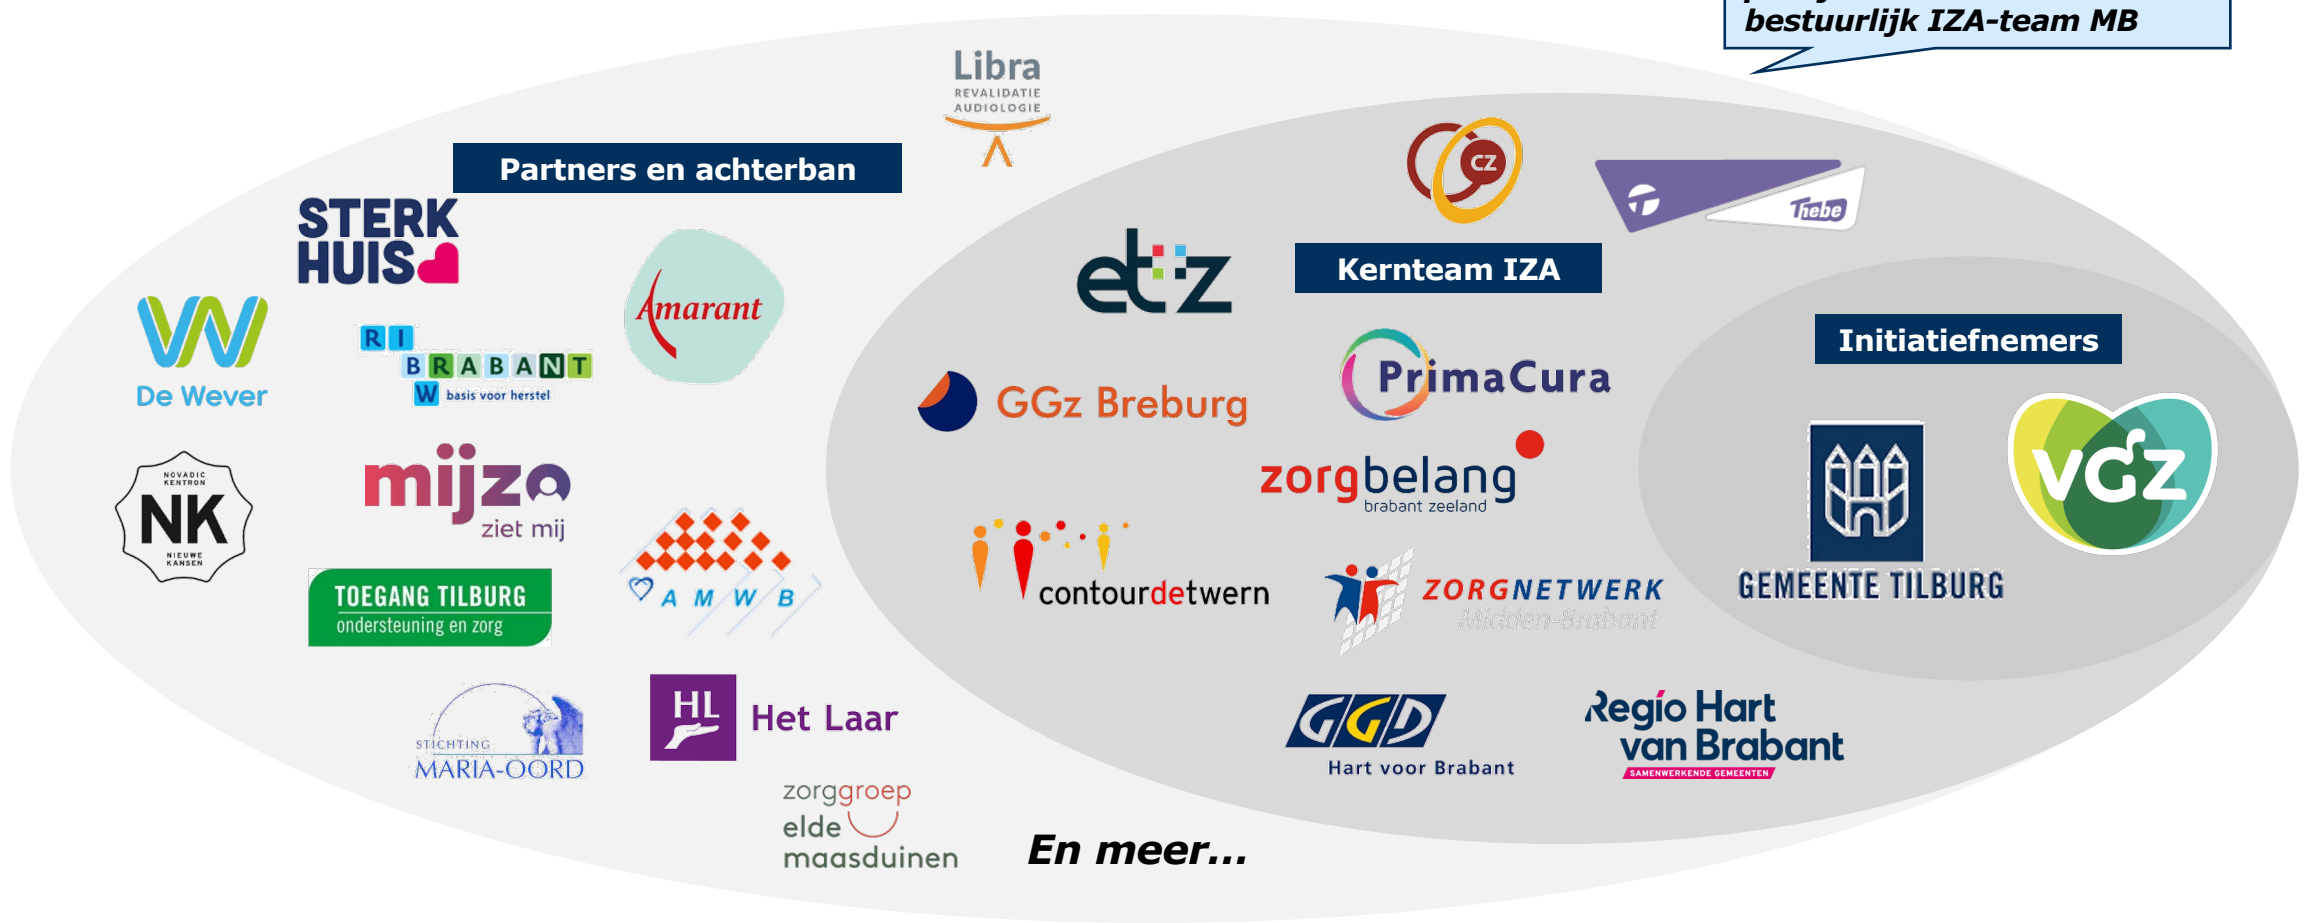 bestuurlijk IZA-team MB
Libra
REVALIDATIE
AUDIOLOGIE
Partners en achterban
STERK
HUIS
Amarant
De Wever
RI
BRABANT
W basis voor herstel
NOVADIC
KENTRON
NK
NIEUWE
KANSEN
mijzo
ziet mij
TOEGANG TILBURG
ondersteuning en zorg
AMWB
STICHTING
MARIA-OORD
HL
Het Laar
zorggroep
elde
maasduinen
En meer...
CZ
Thebe
etz
Kernteam IZA
PrimaCura
GGz Breburg
zorgbelang
brabant zeeland
contourdetwern
ZORGNETWERK
Midden-Brabant
GGD
Hart voor Brabant
Regio Hart
van Brabant
SAMENWERKENDE GEMEENTEN
Initiatiefnemers
GEMEENTE TILBURG
vgz